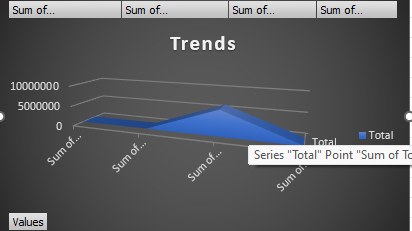 Sum of... Sum of... Sum of... Sum of...
Trends
10000000
5000000
0
Total
Total
Series "Total" Point "Sum of To
Sum of...
Sum of...
Sum of...
Sum of...
Values